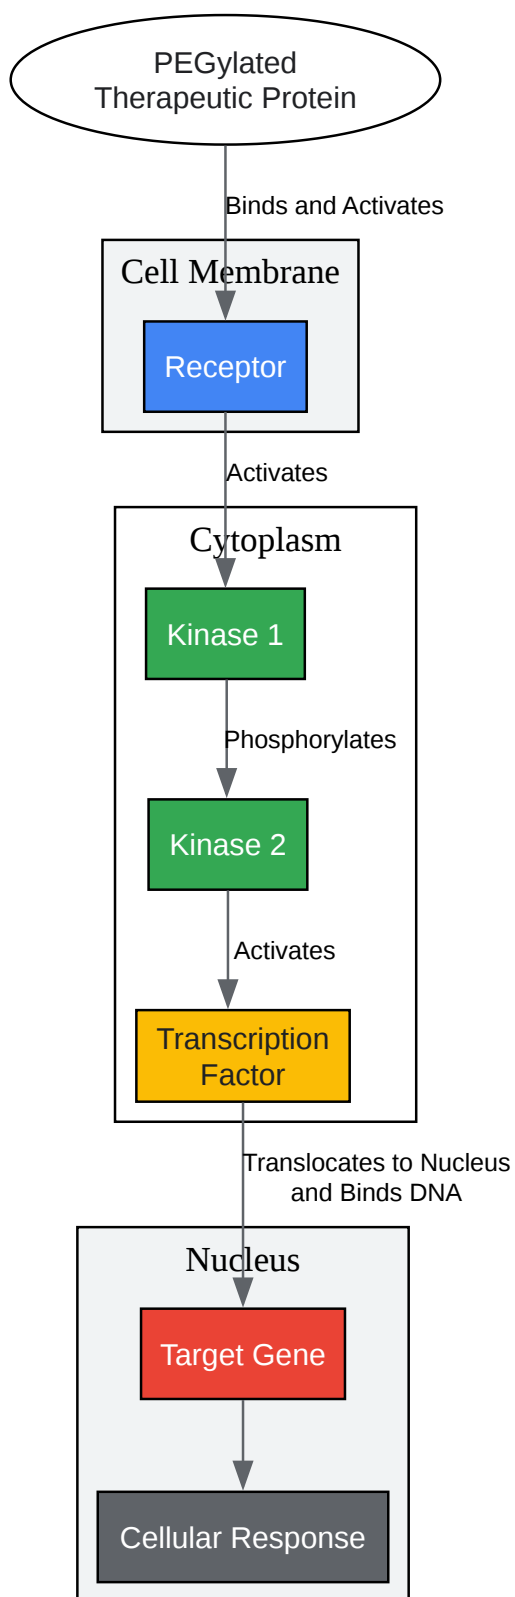 PEGylated
Therapeutic Protein
Binds and Activates
Cell Membrane
Receptor
Activates
Cytoplasm
Kinase 1
Phosphorylates
Kinase 2
Activates
Transcription
Factor
Translocates to Nucleus
and Binds DNA
Nucleus
Target Gene
Cellular Response